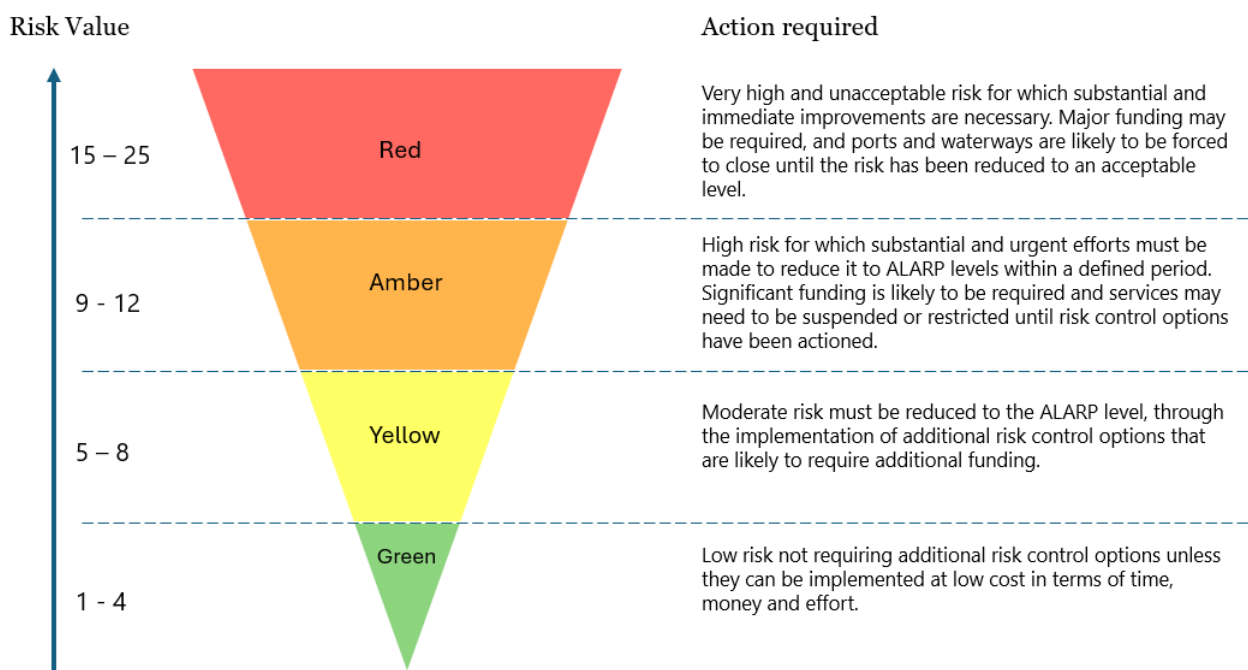 Risk Value
Action required
15 – 25
Red
Very high and unacceptable risk for which substantial and
immediate improvements are necessary. Major funding may
be required, and ports and waterways are likely to be forced
to close until the risk has been reduced to an acceptable
level.
9 - 12
Amber
High risk for which substantial and urgent efforts must be
made to reduce it to ALARP levels within a defined period.
Significant funding is likely to be required and services may
need to be suspended or restricted until risk control options
have been actioned.
5 – 8
Yellow
Moderate risk must be reduced to the ALARP level, through
the implementation of additional risk control options that
are likely to require additional funding.
1 - 4
Green
Low risk not requiring additional risk control options unless
they can be implemented at low cost in terms of time,
money and effort.